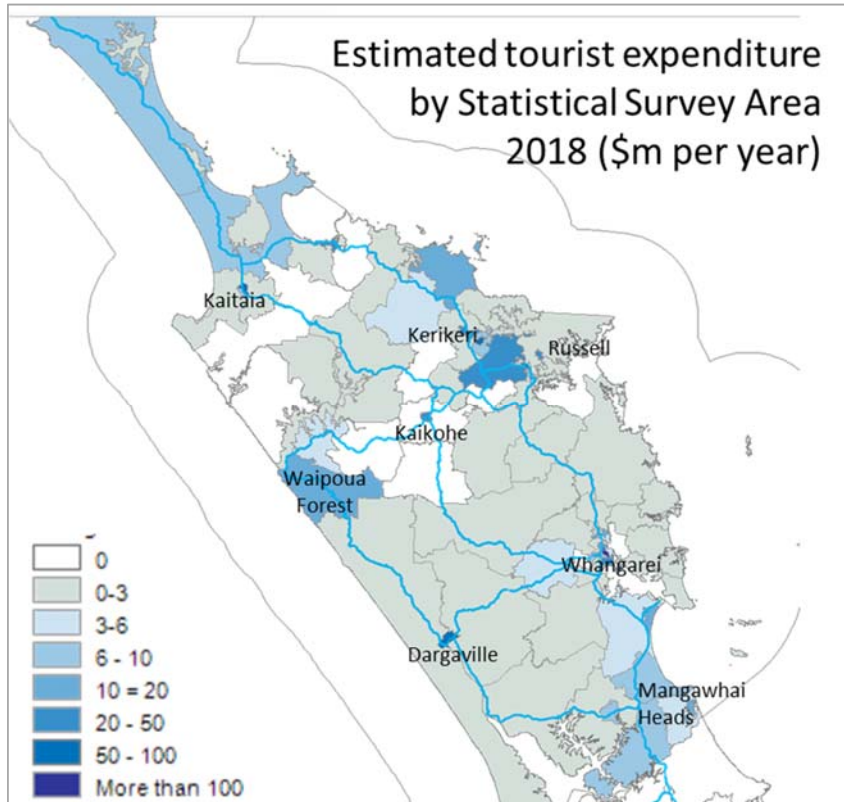 Estimated tourist expenditure
by Statistical Survey Area
2018 ($m per year)
Kaitaia
Kerikeri
Russell
Kaikohe
Waipoua
Forest
Whangarei
Dargaville
Mangawhai
Heads
0
0-3
3-6
6 - 10
10 = 20
20 - 50
50 - 100
More than 100